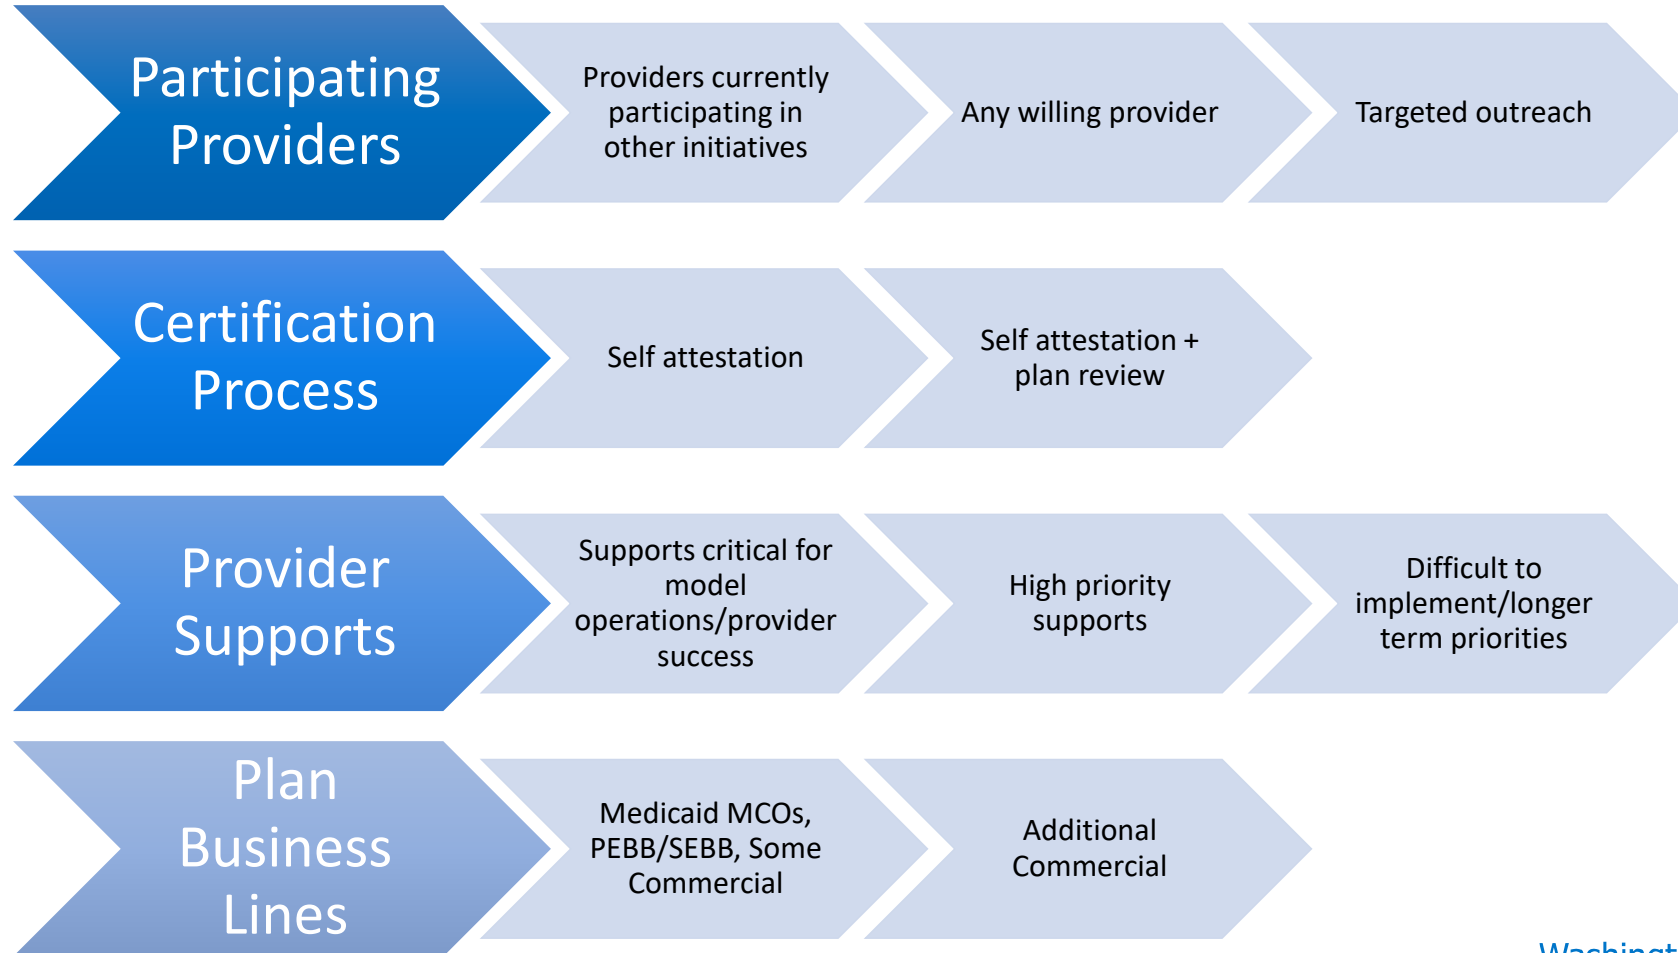 Participating
Providers
Providers currently
participating in
other initiatives
Any willing provider
Targeted outreach
Certification
Process
Self attestation
Self attestation +
plan review
Provider
Supports
Supports critical for
model
operations/provider
success
High priority
supports
Difficult to
implement/longer
term priorities
Plan
Business
Lines
Medicaid MCOs,
PEBB/SEBB, Some
Commercial
Additional
Commercial